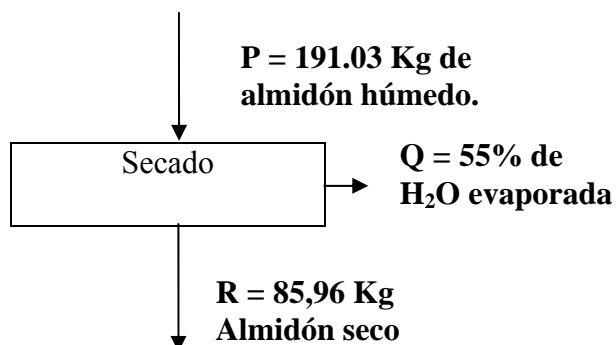 P = 191.03 Kg de
almidón húmedo.
Secado
Q = 55% de
H₂O evaporada
R = 85,96 Kg
Almidón seco